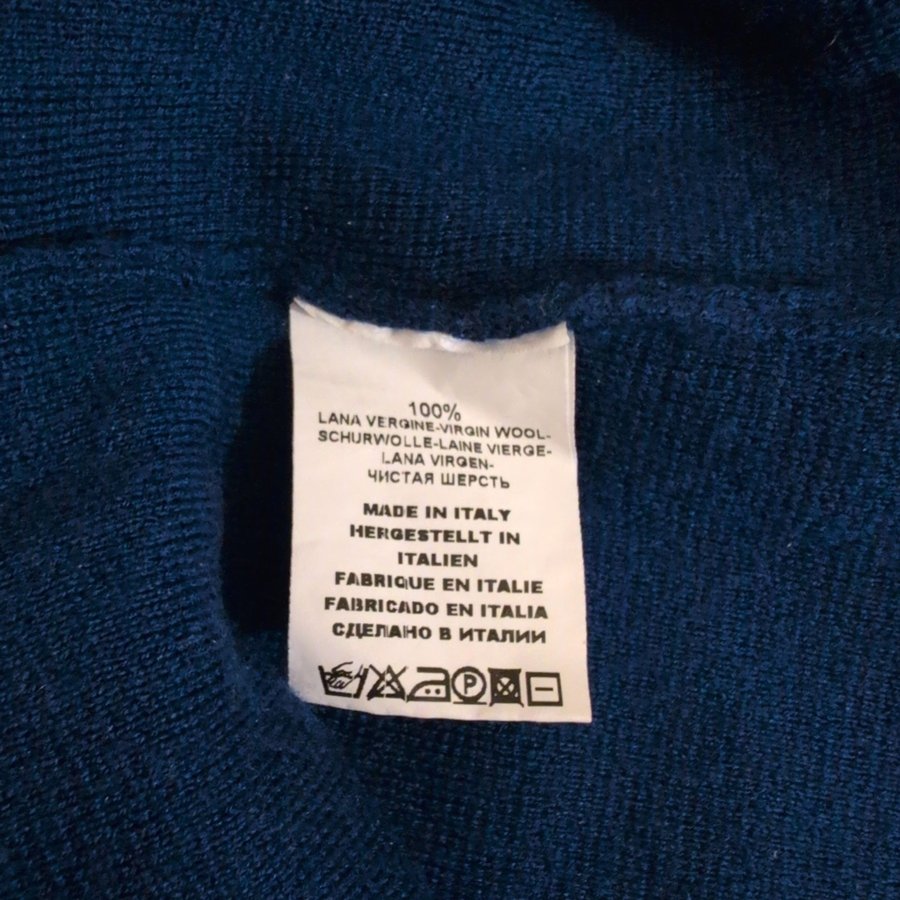 100%
LANA VERGINE-VIRGIN WOOL-
SCHURWOLLE-LAINE VIERGE-
LANA VIRGEN-
ЧИСТАЯ ШЕРСТЬ
MADE IN ITALY
HERGESTELLT IN
ITALIEN
FABRIQUE EN ITALIE
FABRICADO EN ITALIA
СДЕЛАНО В ИТАЛИИ
P